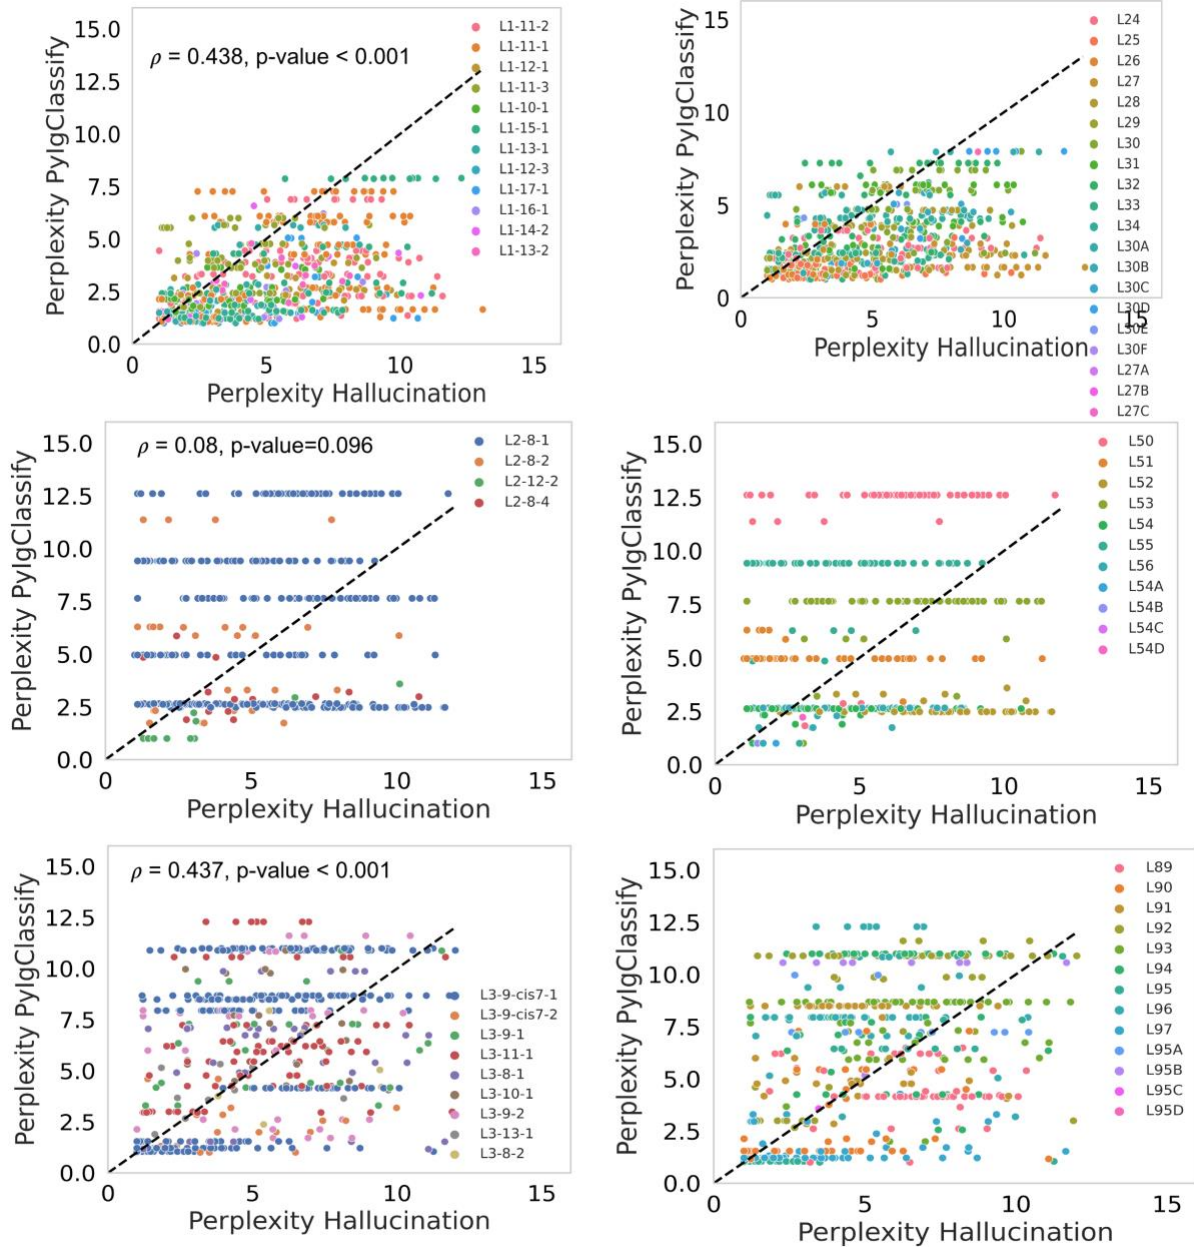 15.0
12.5
10.0
7.5
5.0
2.5
0.0
0
5
10
15
Perplexity PyIgClassify
Perplexity Hallucination
ρ = 0.438, p-value < 0.001
L1-11-2
L1-11-1
L1-12-1
L1-11-3
L1-10-1
L1-15-1
L1-13-1
L1-12-3
L1-17-1
L1-16-1
L1-14-2
L1-13-2
15
10
5
0
0
5
10
15
Perplexity PyIgClassify
Perplexity Hallucination
L24
L25
L26
L27
L28
L29
L30
L31
L32
L33
L34
L30A
L30B
L30C
L30D
L30E
L30F
L27A
L27B
L27C
15.0
12.5
10.0
7.5
5.0
2.5
0.0
0
5
10
15
Perplexity PyIgClassify
Perplexity Hallucination
ρ = 0.08, p-value=0.096
L2-8-1
L2-8-2
L2-12-2
L2-8-4
15.0
12.5
10.0
7.5
5.0
2.5
0.0
0
5
10
15
Perplexity PyIgClassify
Perplexity Hallucination
L50
L51
L52
L53
L54
L55
L56
L54A
L54B
L54C
L54D
15.0
12.5
10.0
7.5
5.0
2.5
0.0
0
5
10
15
Perplexity PyIgClassify
Perplexity Hallucination
ρ = 0.437, p-value < 0.001
L3-9-cis7-1
L3-9-cis7-2
L3-9-1
L3-11-1
L3-8-1
L3-10-1
L3-9-2
L3-13-1
L3-8-2
15.0
12.5
10.0
7.5
5.0
2.5
0.0
0
5
10
15
Perplexity PyIgClassify
Perplexity Hallucination
L89
L90
L91
L92
L93
L94
L95
L96
L97
L95A
L95B
L95C
L95D